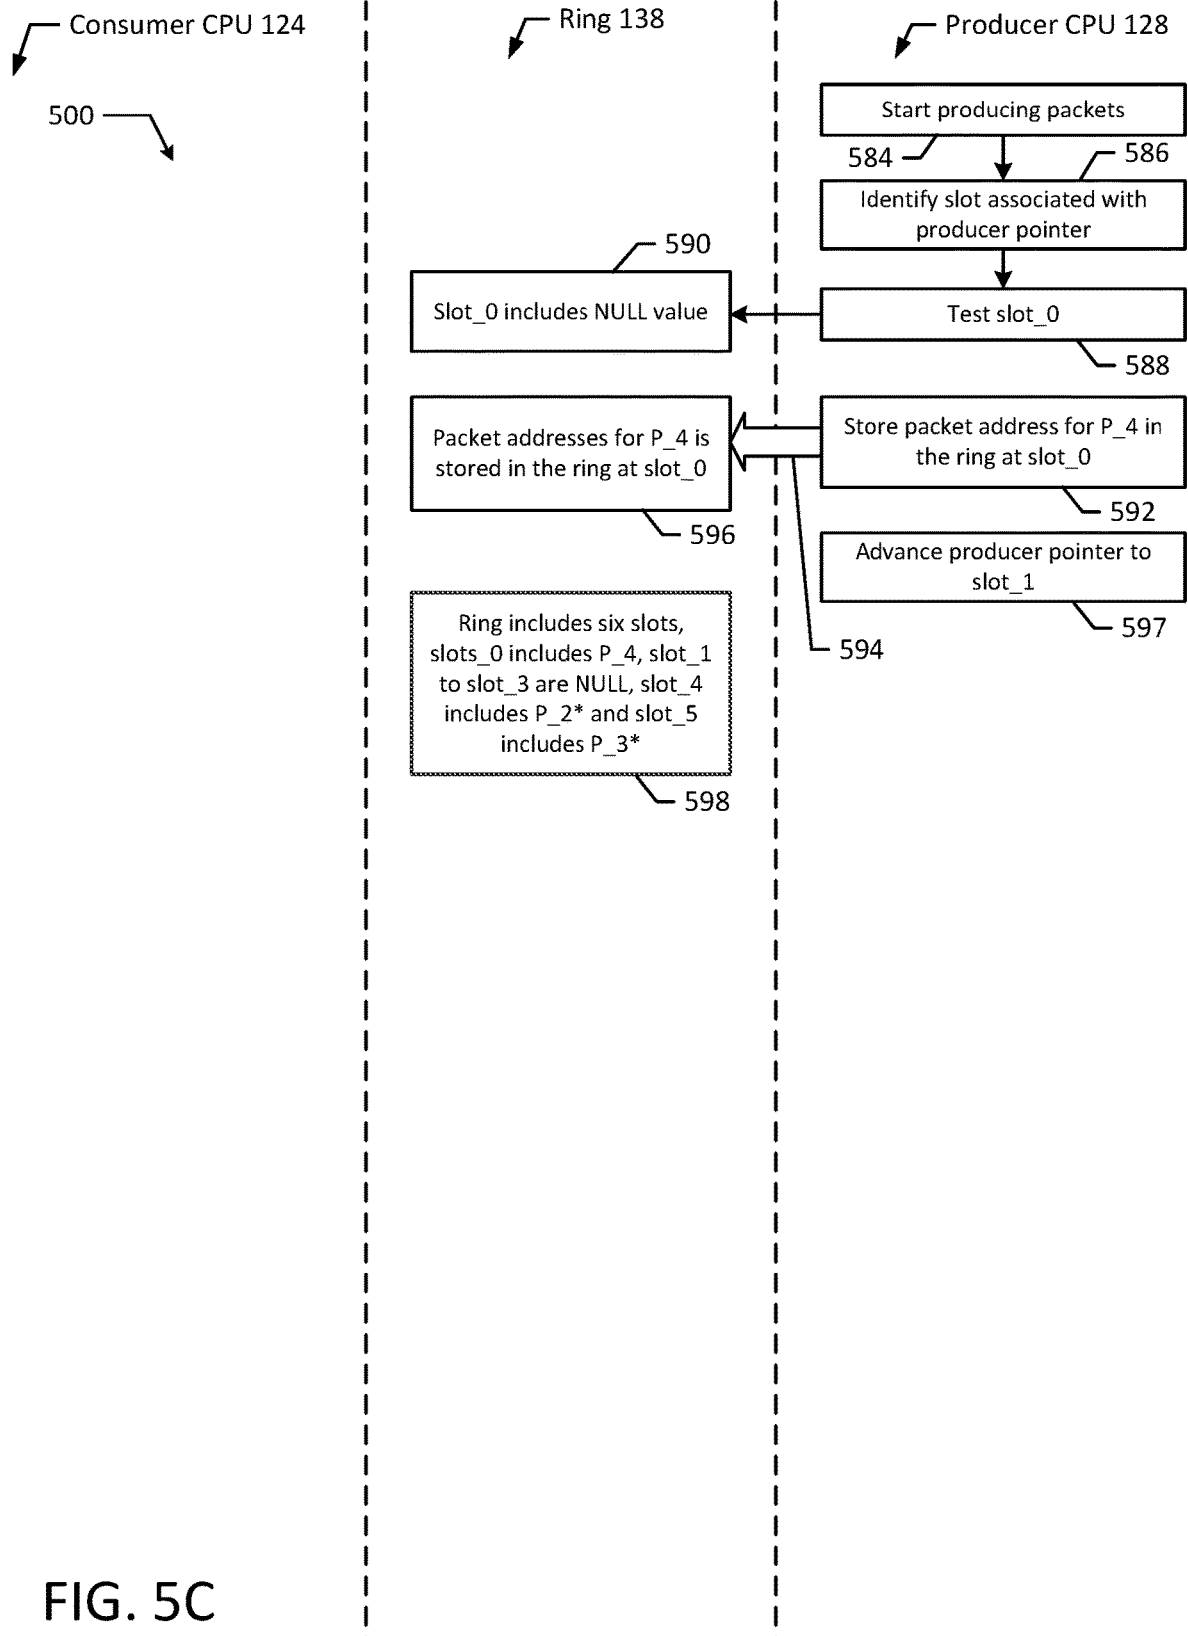 Consumer CPU 124
Ring 138
Producer CPU 128
500
Start producing packets
584
586
Identify slot associated with
producer pointer
590
Slot_0 includes NULL value
Test slot_0
588
Packet addresses for P_4 is
stored in the ring at slot_0
Store packet address for P_4 in
the ring at slot_0
592
596
Advance producer pointer to
slot_1
597
594
Ring includes six slots,
slots_0 includes P_4, slot_1
to slot_3 are NULL, slot_4
includes P_2* and slot_5
includes P_3*
598
FIG. 5C